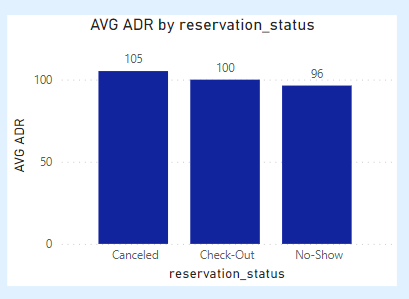 AVG ADR by reservation_status
105
100
96
100
50
0
AVG ADR
Canceled
Check-Out
No-Show
reservation_status